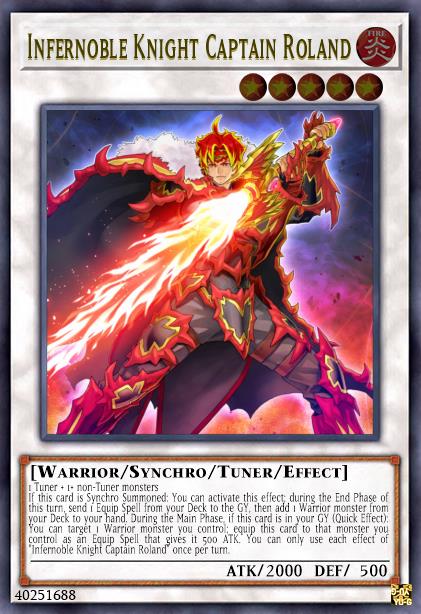 INFERNOBLE KNIGHT CAPTAIN ROLAND
FIRE
炎
[WARRIOR/SYNCHRO/TUNER/EFFECT]
1 Tuner + 1+ non-Tuner monsters
If this card is Synchro Summoned: You can activate this effect; during the End Phase of
this turn, send 1 Equip Spell from your Deck to the GY, then add 1 Warrior monster from
your Deck to your hand. During the Main Phase, if this card is in your GY (Quick Effect):
You can target 1 Warrior monster you control; equip this card to that monster you
control as an Equip Spell that gives it 500 ATK. You can only use each effect of
"Infernoble Knight Captain Roland" once per turn.
ATK/2000 DEF/ 500
40251688